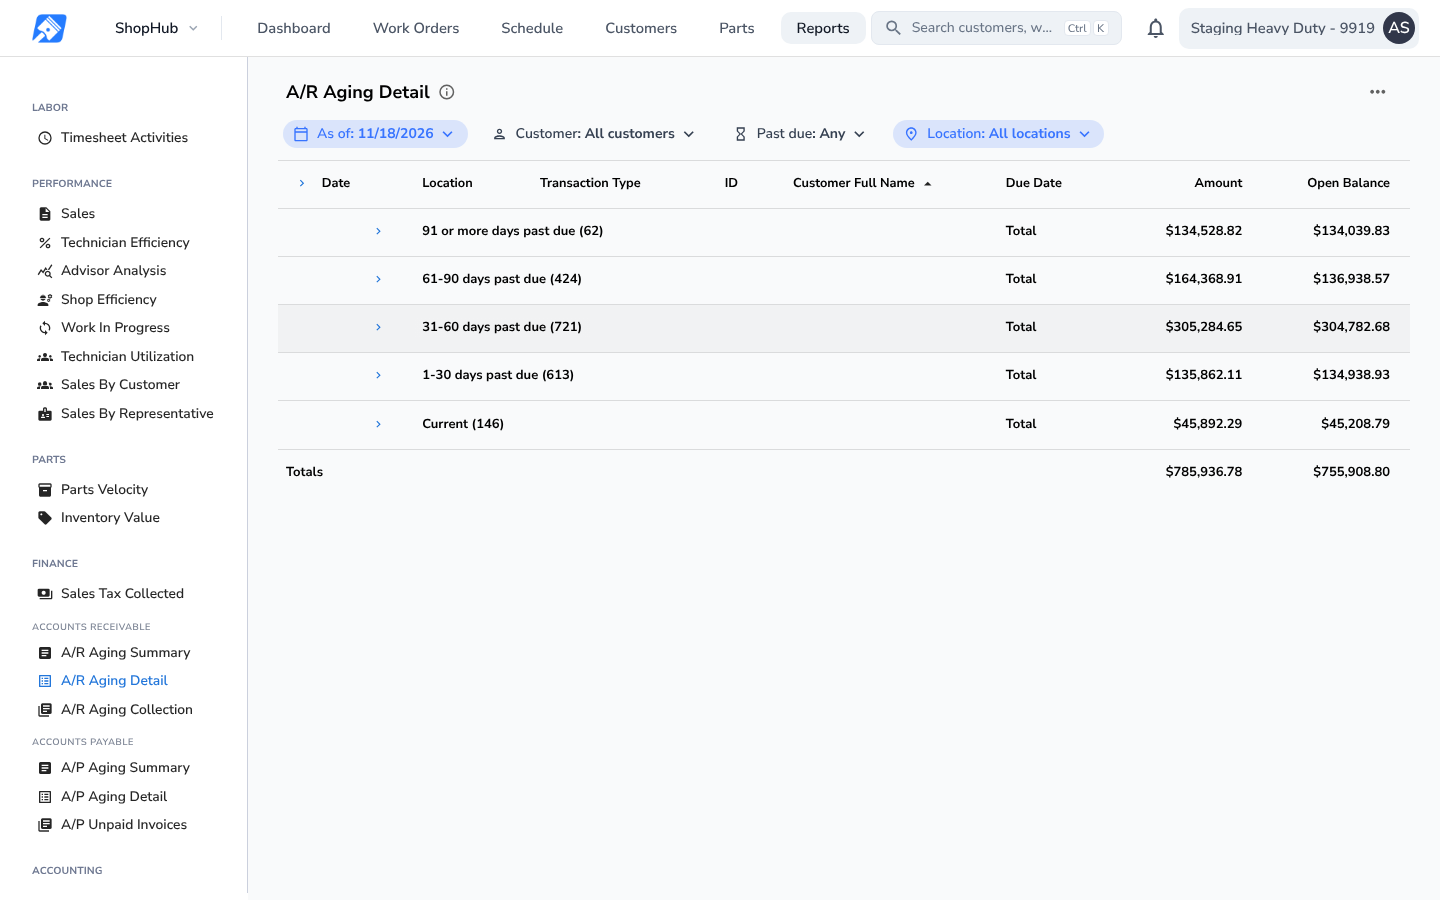 ShopHub
Dashboard
Work Orders
Schedule
Customers
Parts
Reports
Search customers, w...
Ctrl
K
Staging Heavy Duty - 9919
AS
LABOR
Timesheet Activities
PERFORMANCE
Sales
Technician Efficiency
Advisor Analysis
Shop Efficiency
Work In Progress
Technician Utilization
Sales By Customer
Sales By Representative
PARTS
Parts Velocity
Inventory Value
FINANCE
Sales Tax Collected
ACCOUNTS RECEIVABLE
A/R Aging Summary
A/R Aging Detail
A/R Aging Collection
ACCOUNTS PAYABLE
A/P Aging Summary
A/P Aging Detail
A/P Unpaid Invoices
ACCOUNTING
A/R Aging Detail
As of: 11/18/2026
Customer: All customers
Past due: Any
Location: All locations
Date Location Transaction Type ID Customer Full Name Due Date Amount Open Balance
91 or more days past due (62) Total $134,528.82 $134,039.83
61-90 days past due (424) Total $164,368.91 $136,938.57
31-60 days past due (721) Total $305,284.65 $304,782.68
1-30 days past due (613) Total $135,862.11 $134,938.93
Current (146) Total $45,892.29 $45,208.79
Totals $785,936.78 $755,908.80